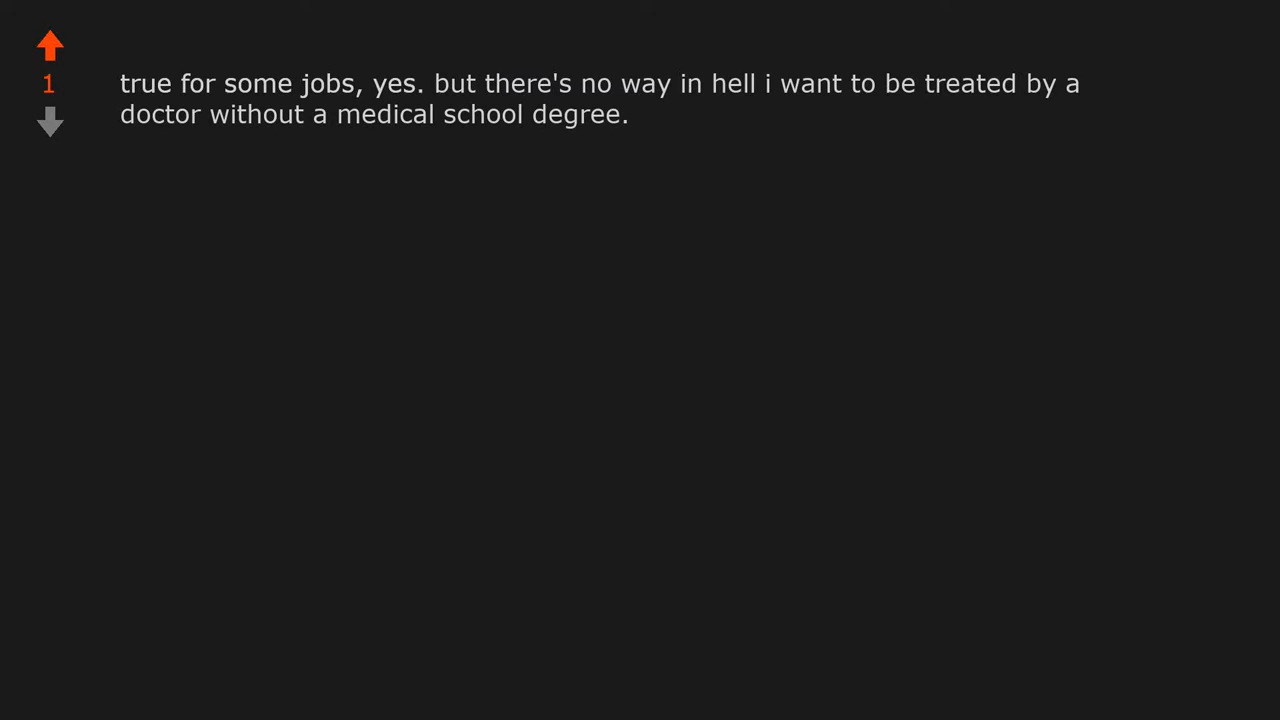 1
true for some jobs, yes. but there's no way in hell i want to be treated by a
doctor without a medical school degree.